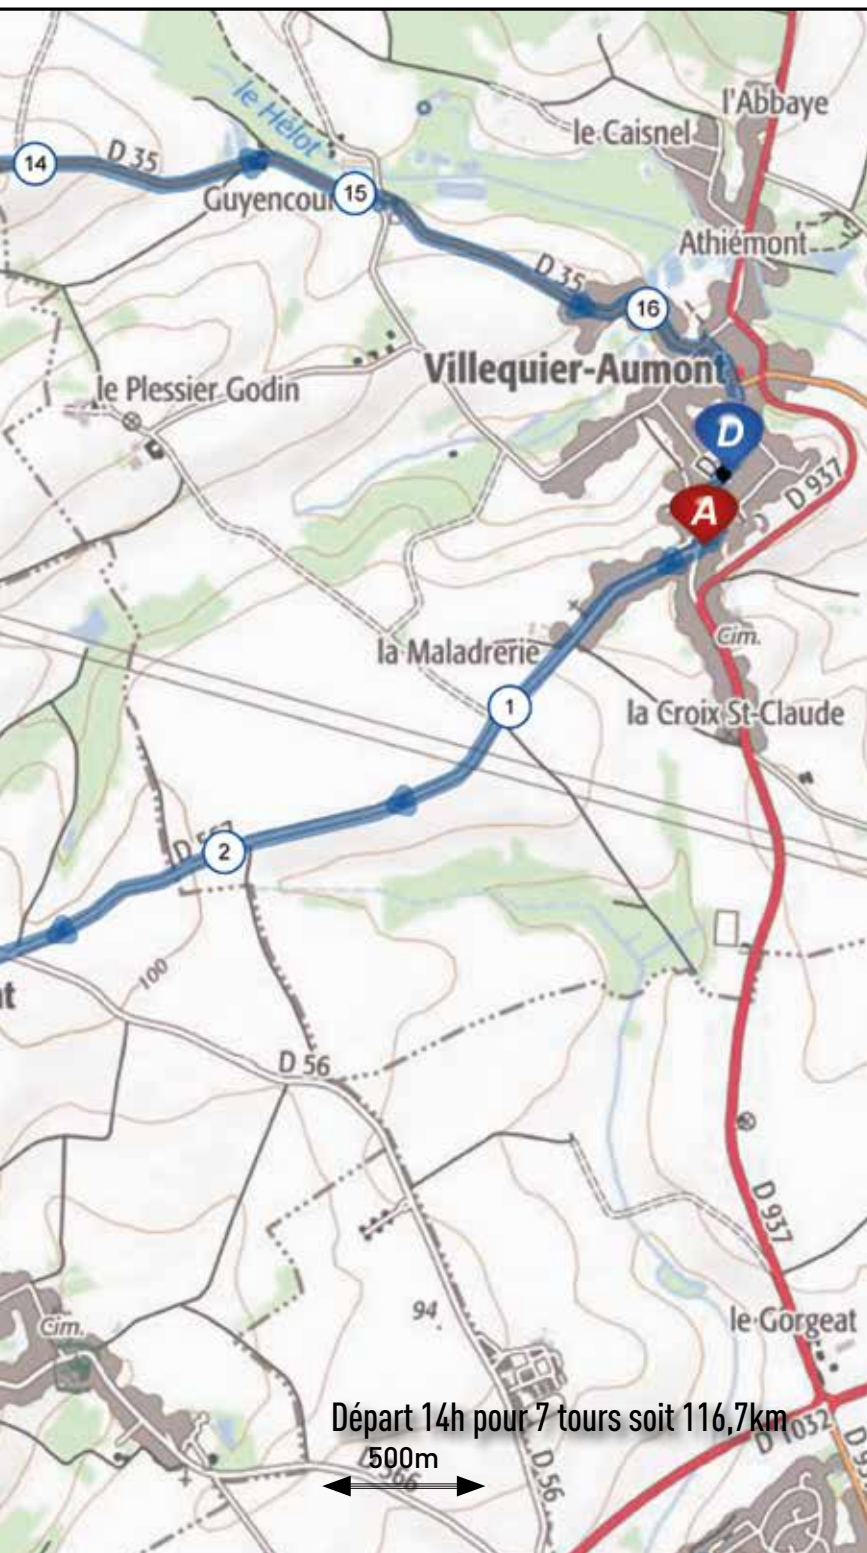 l'Abbaye
le Hélot
le Caisnel
14
D 35
15
Athiémont
D 35
16
Villequier-Aumont
le Plessier Godin
D
D 937
A
Cim.
la Maladrerie
1
la Croix St-Claude
2
100
D 56
D 937
94
le Gorgeat
Cim.
Départ 14h pour 7 tours soit 116,7km
D 1032
500m
D 56